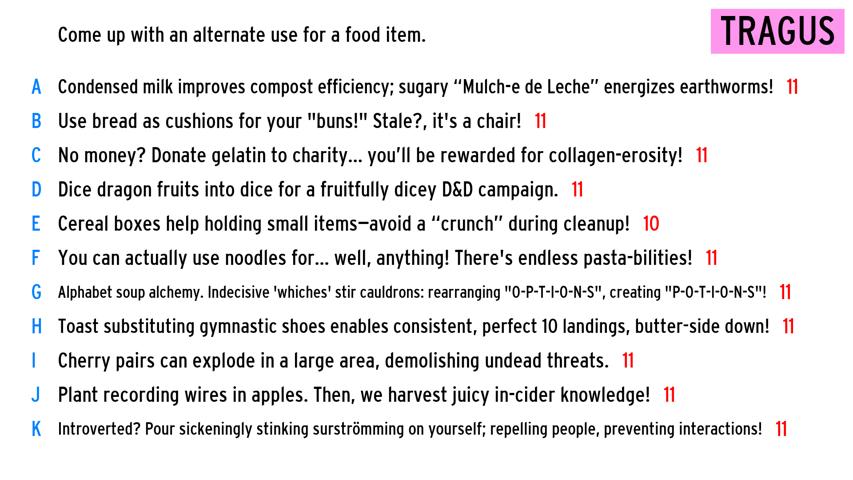 Come up with an alternate use for a food item.
TRAGUS
A Condensed milk improves compost efficiency; sugary “Mulch-e de Leche” energizes earthworms! 11
B Use bread as cushions for your "buns!" Stale?, it's a chair! 11
C No money? Donate gelatin to charity... you’ll be rewarded for collagen-erosity! 11
D Dice dragon fruits into dice for a fruitfully dicey D&D campaign. 11
E Cereal boxes help holding small items—avoid a “crunch” during cleanup! 10
F You can actually use noodles for... well, anything! There's endless pasta-bilities! 11
G Alphabet soup alchemy. Indecisive 'whiches' stir cauldrons: rearranging "O-P-T-I-O-N-S", creating "P-O-T-I-O-N-S"! 11
H Toast substituting gymnastic shoes enables consistent, perfect 10 landings, butter-side down! 11
I Cherry pairs can explode in a large area, demolishing undead threats. 11
J Plant recording wires in apples. Then, we harvest juicy in-cider knowledge! 11
K Introverted? Pour sickeningly stinking surströmming on yourself; repelling people, preventing interactions! 11